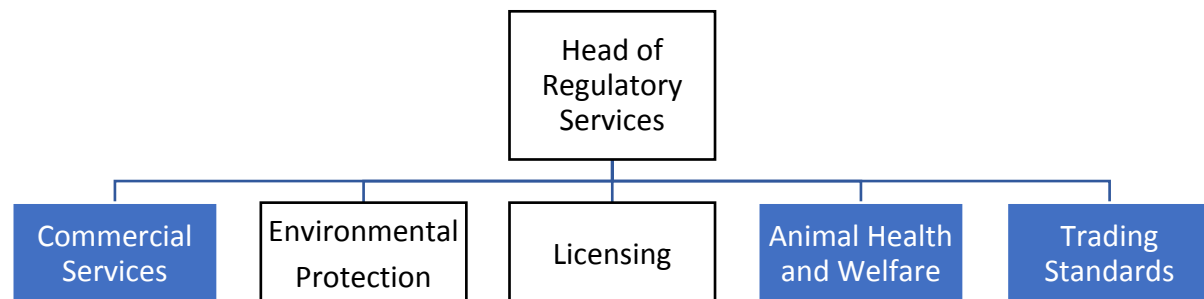 Head of
Regulatory
Services
Commercial
Services
Environmental
Protection
Licensing
Animal Health
and Welfare
Trading
Standards